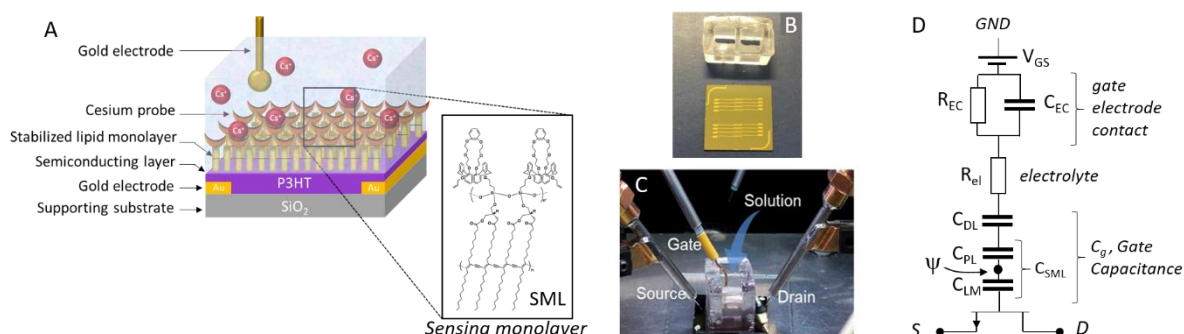 A
Gold electrode
Cesium probe
Stabilized lipid monolayer
Semiconducting layer
Gold electrode
Supporting substrate
Cs⁺
Cs⁺
Cs⁺
Cs⁺
Cs⁺
Cs⁺
Au
P3HT
Au
SiO₂
SML
Sensing monolayer
B
C
Solution
Gate
Source
Drain
D
GND
V_GS
R_EC
C_EC
gate
electrode
contact
R_el
electrolyte
C_DL
C_PL
Ψ
C_SML
C_LM
C_g, Gate
Capacitance
S
D